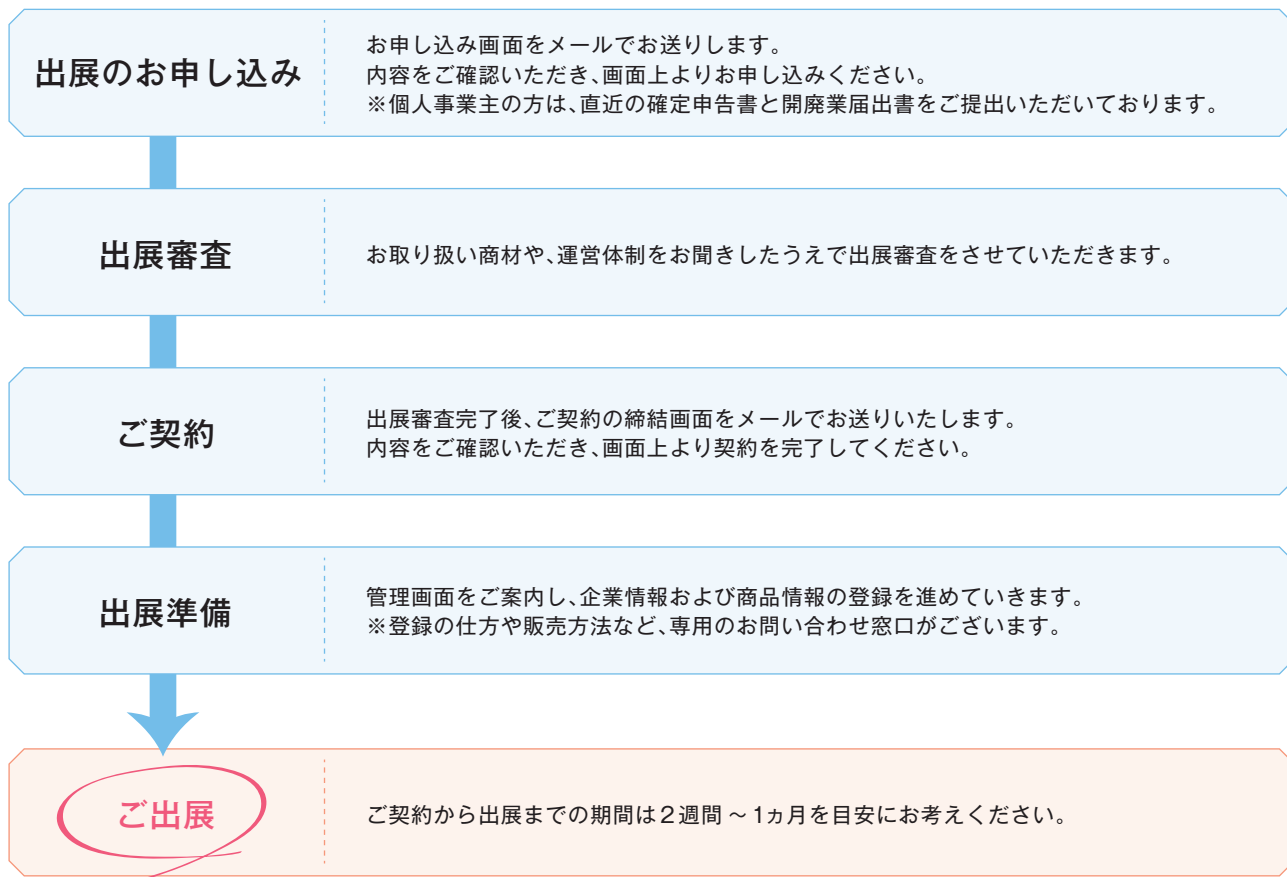 出展のお申し込み
お申し込み画面をメールでお送りします。
内容をご確認いただき、画面上よりお申し込みください。
※個人事業主の方は、直近の確定申告書と開廃業届出書をご提出いただいております。
出展審査
お取り扱い商材や、運営体制をお聞きしたうえで出展審査をさせていただきます。
ご契約
出展審査完了後、ご契約の締結画面をメールでお送りいたします。
内容をご確認いただき、画面上より契約を完了してください。
出展準備
管理画面をご案内し、企業情報および商品情報の登録を進めていきます。
※登録の仕方や販売方法など、専用のお問い合わせ窓口がございます。
ご出展
ご契約から出展までの期間は２週間 ~ 1ヵ月を目安にお考えください。